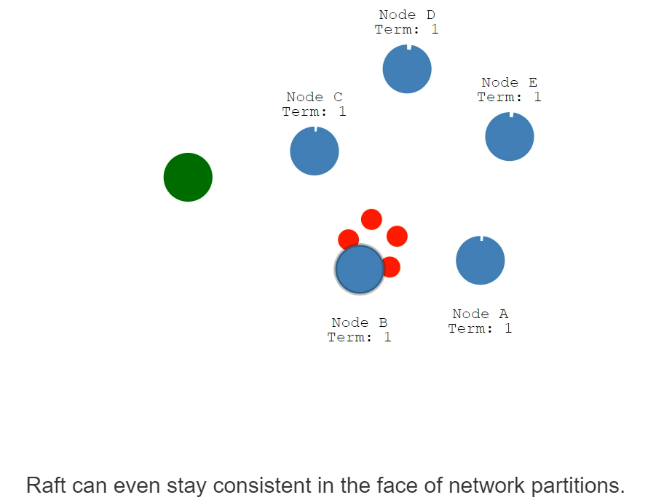 Node D
Term: 1
Node E
Term: 1
Node C
Term: 1
Node A
Term: 1
Node B
Term: 1
Raft can even stay consistent in the face of network partitions.